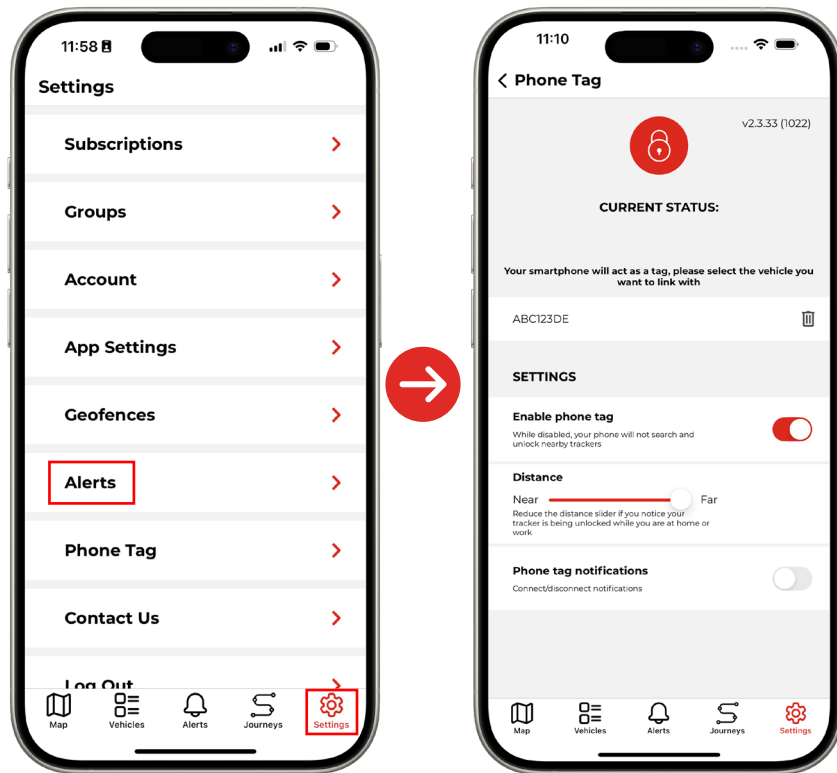 11:58
Settings
Subscriptions
Groups
Account
App Settings
Geofences
Alerts
Phone Tag
Contact Us
Log Out
Map
Vehicles
Alerts
Journeys
Settings
11:10
Phone Tag
v2.3.33 (1022)
CURRENT STATUS:
Your smartphone will act as a tag, please select the vehicle you
want to link with
ABC123DE
SETTINGS
Enable phone tag
While disabled, your phone will not search and
unlock nearby trackers
Distance
Near
Far
Reduce the distance slider if you notice your
tracker is being unlocked while you are at home or
work
Phone tag notifications
Connect/disconnect notifications
Map
Vehicles
Alerts
Journeys
Settings